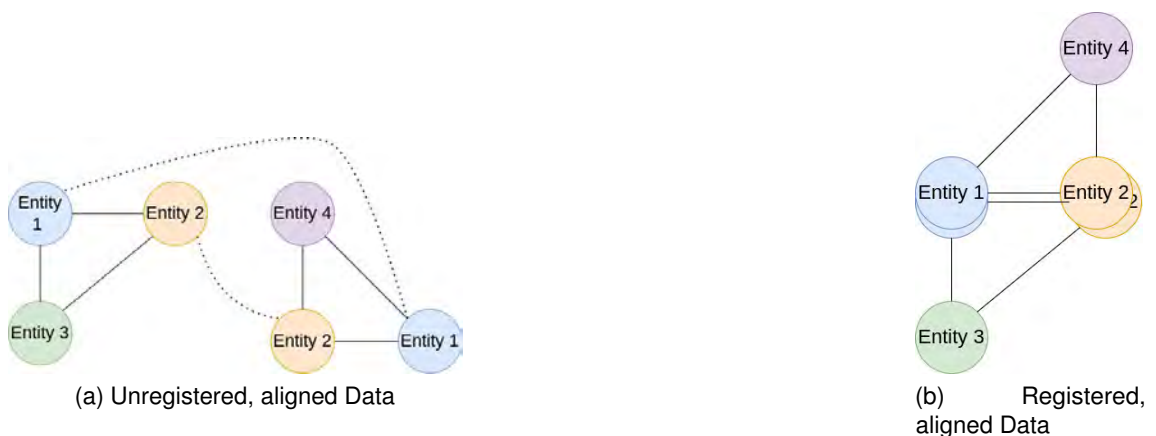 Entity 4
Entity
1
Entity 2
Entity 4
Entity 1
Entity 2
2
Entity 3
Entity 2
Entity 1
Entity 3
(a) Unregistered, aligned Data
(b) Registered,
aligned Data